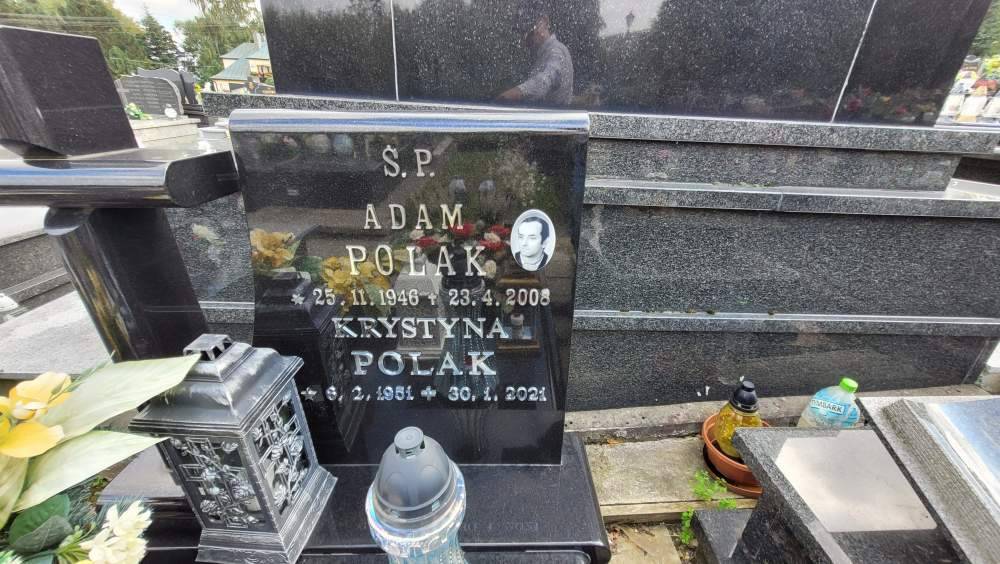 Ś.P.
ADAM
POLAK
* 25.11.1946 + 23.4.2008
KRYSTYNA
POLAK
* 6.2.1951 + 30.1.2021